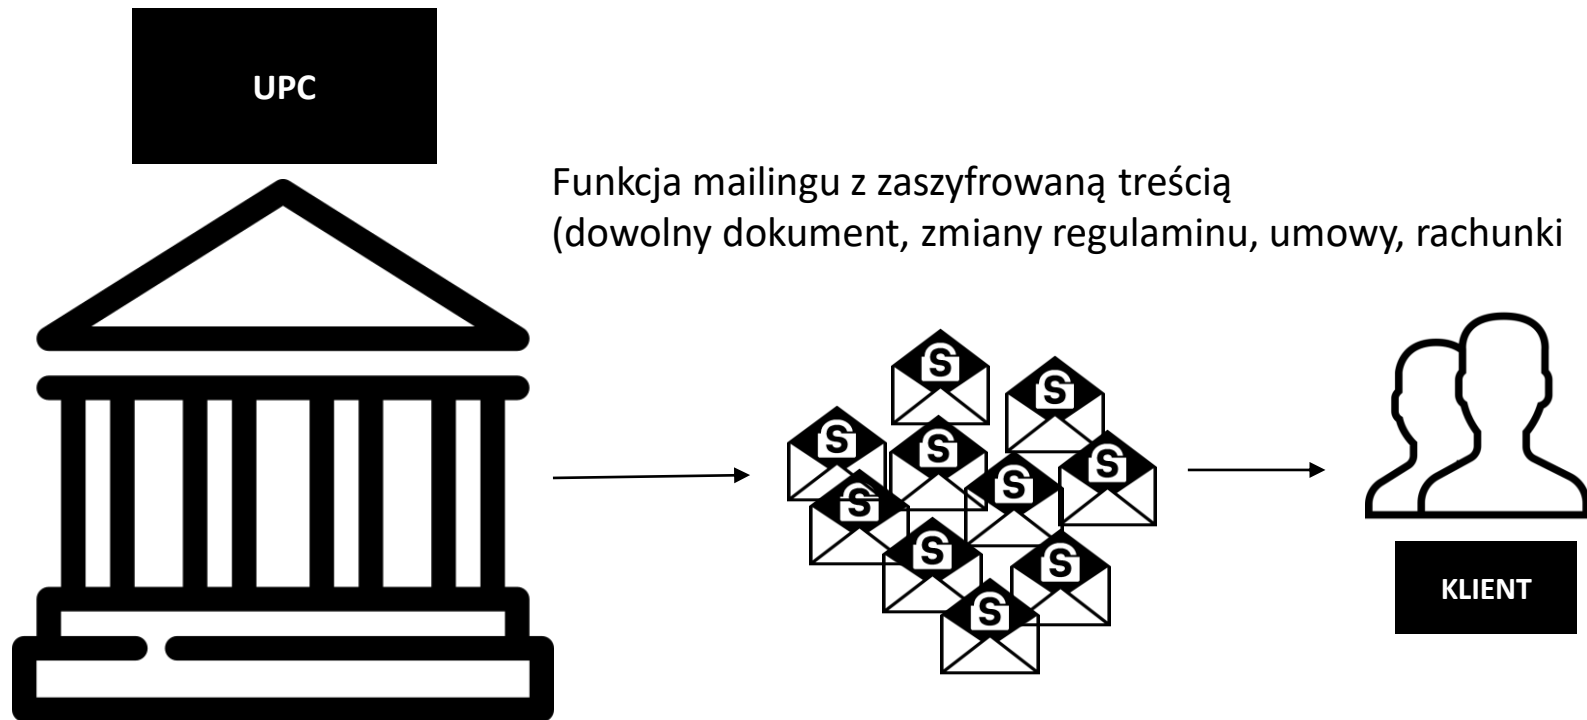 UPC
Funkcja mailingu z zaszyfrowaną treścią
(dowolny dokument, zmiany regulaminu, umowy, rachunki
S
S
S
S
S
S
S
S
S
S
KLIENT